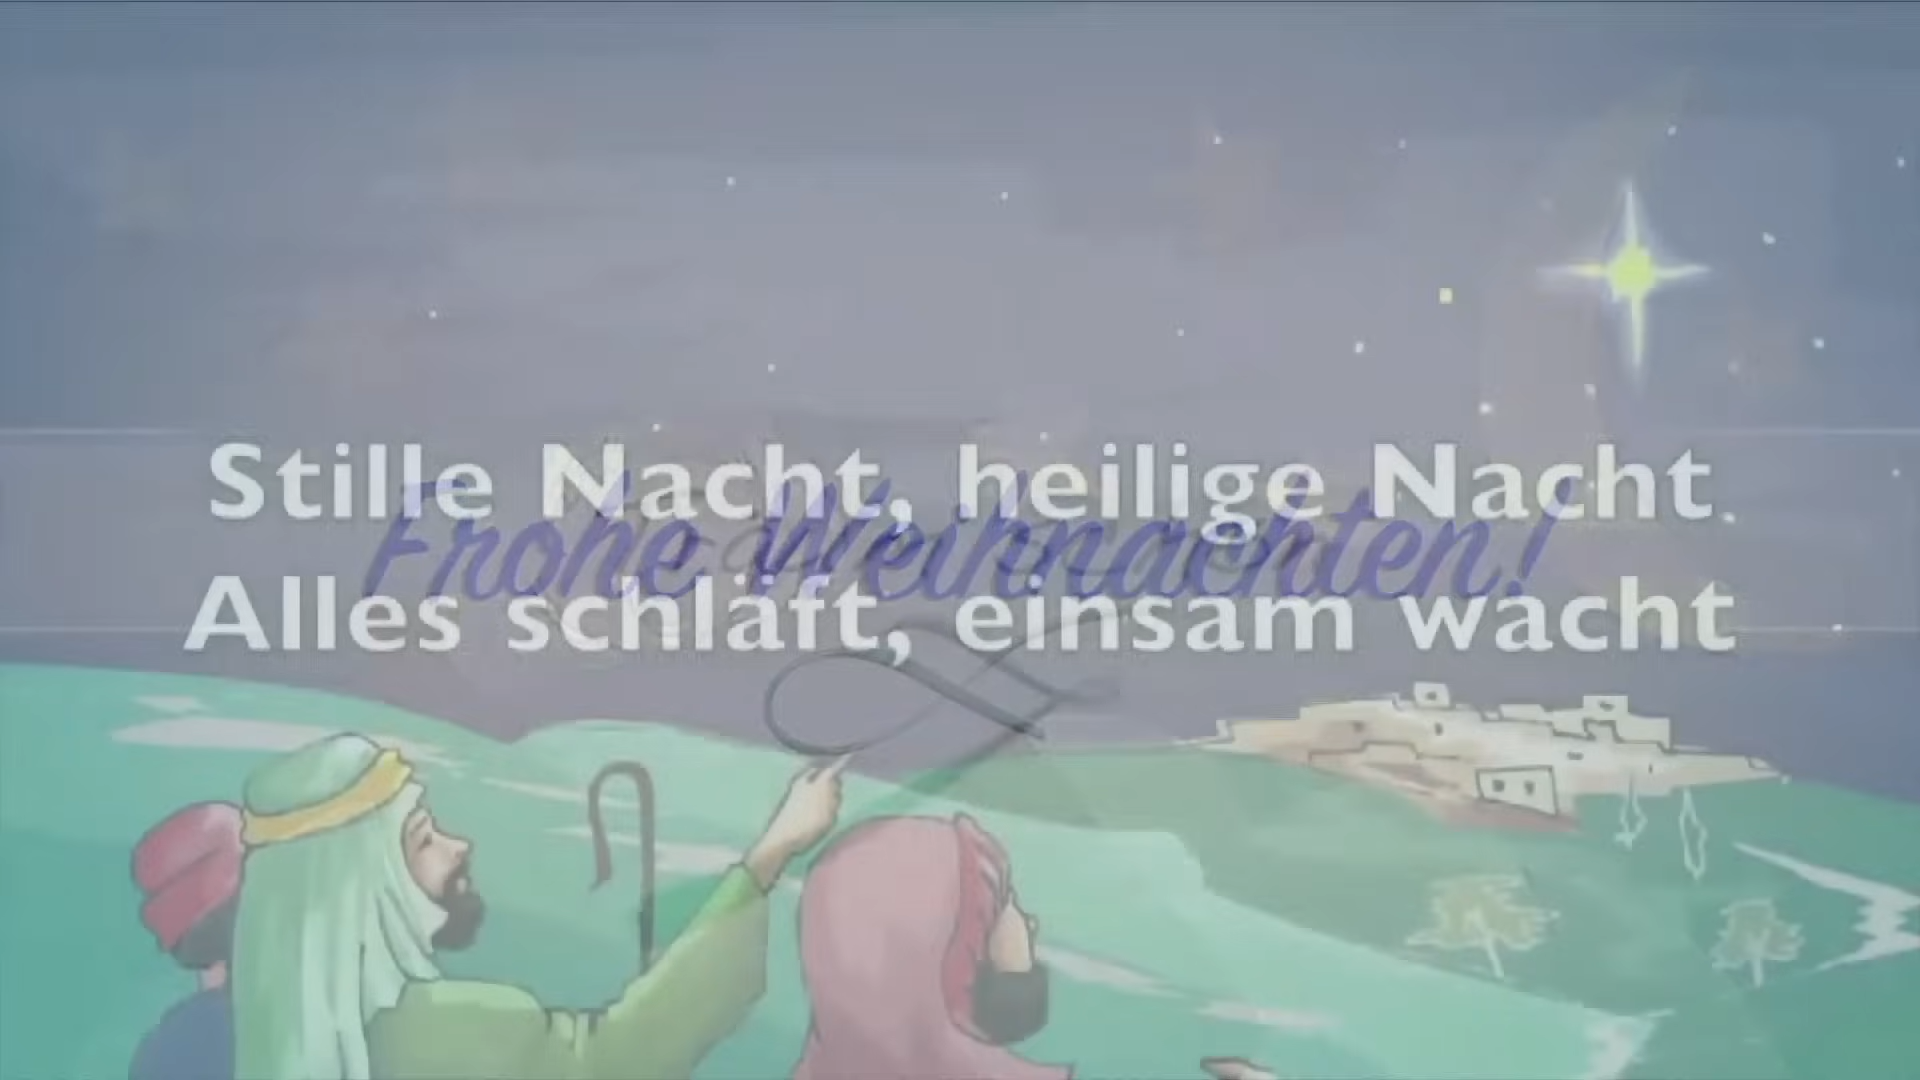 Stille Nacht, heilige Nacht
Frohe Weihnachten!
Alles schläft, einsam wacht